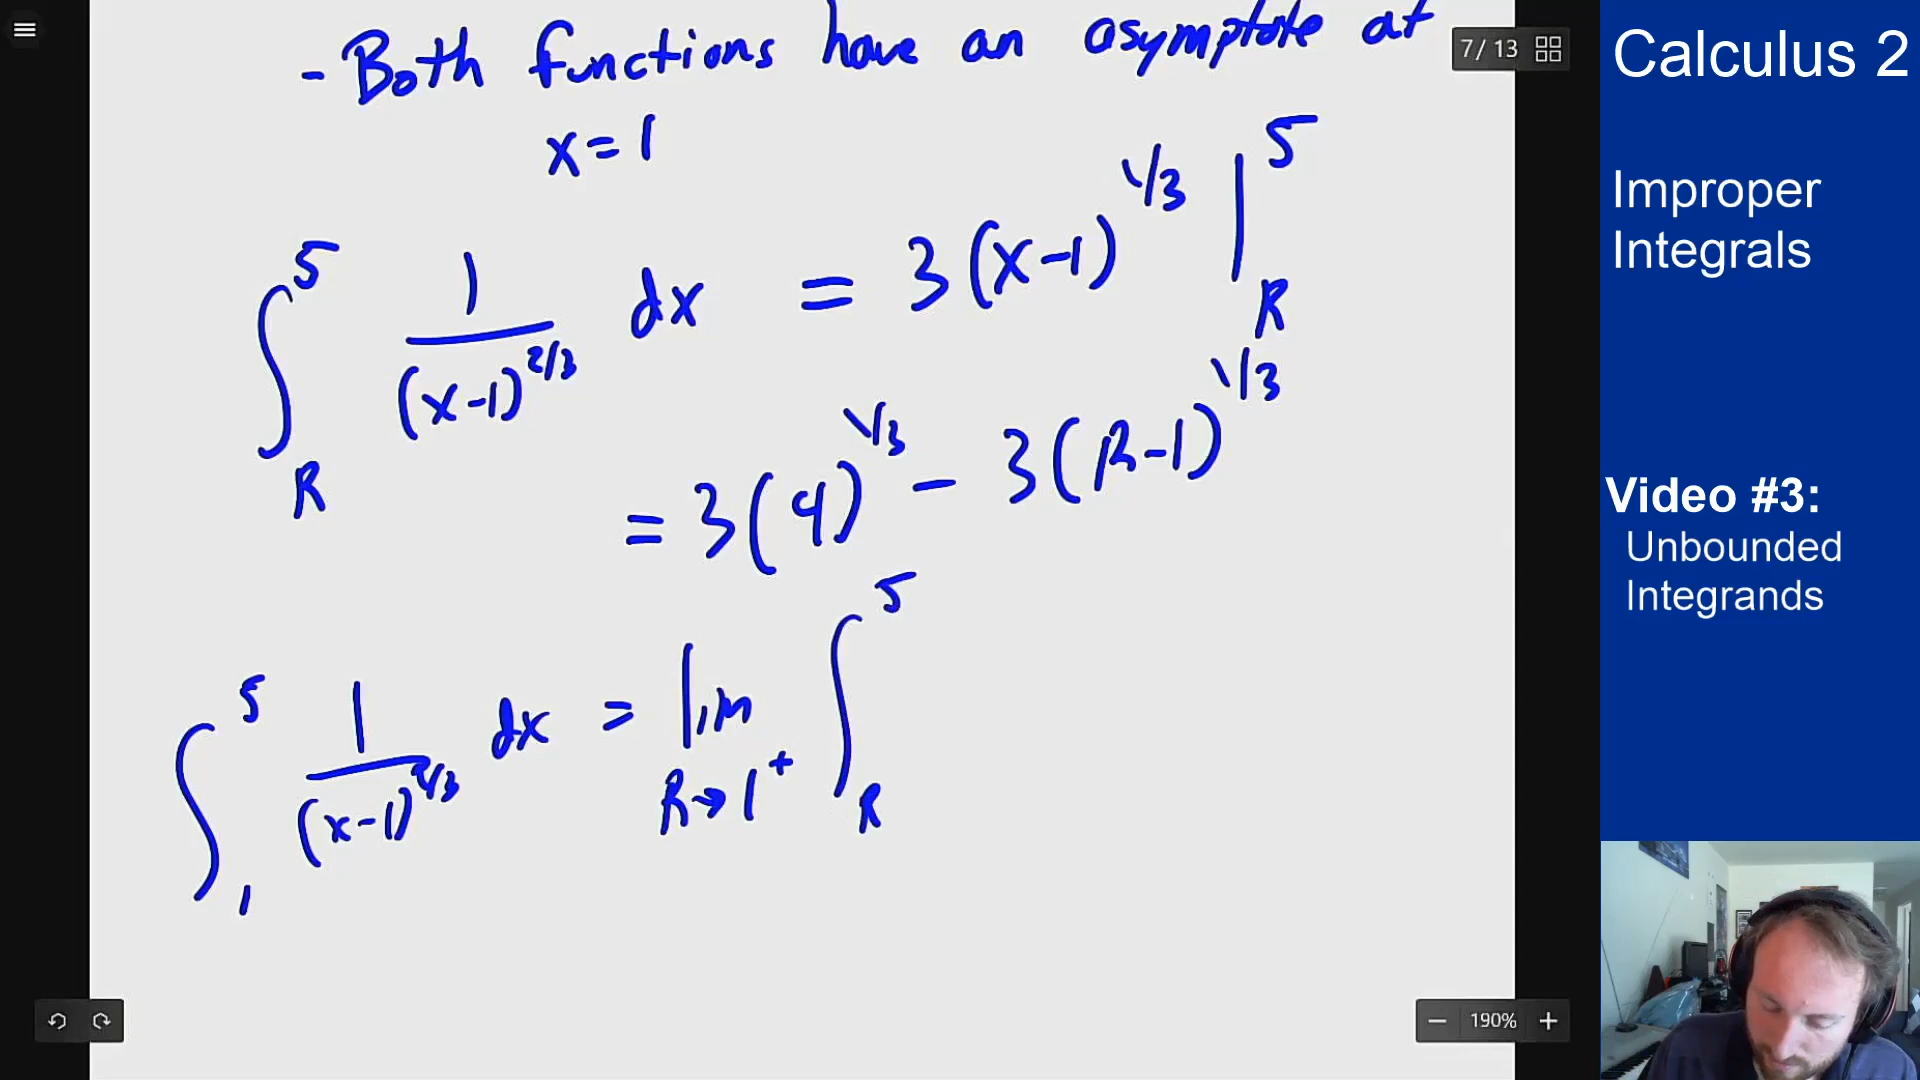 - Both functions have an asymptote at
x = 1
7 / 13
∫_R^5 1/(x-1)^{2/3} dx = 3(x-1)^{1/3} |_R^5
= 3(4)^{1/3} - 3(R-1)^{1/3}
∫_1^5 1/(x-1)^{2/3} dx = lim_{R→1^+} ∫_R^5
190%
Calculus 2
Improper
Integrals
Video #3:
Unbounded
Integrands